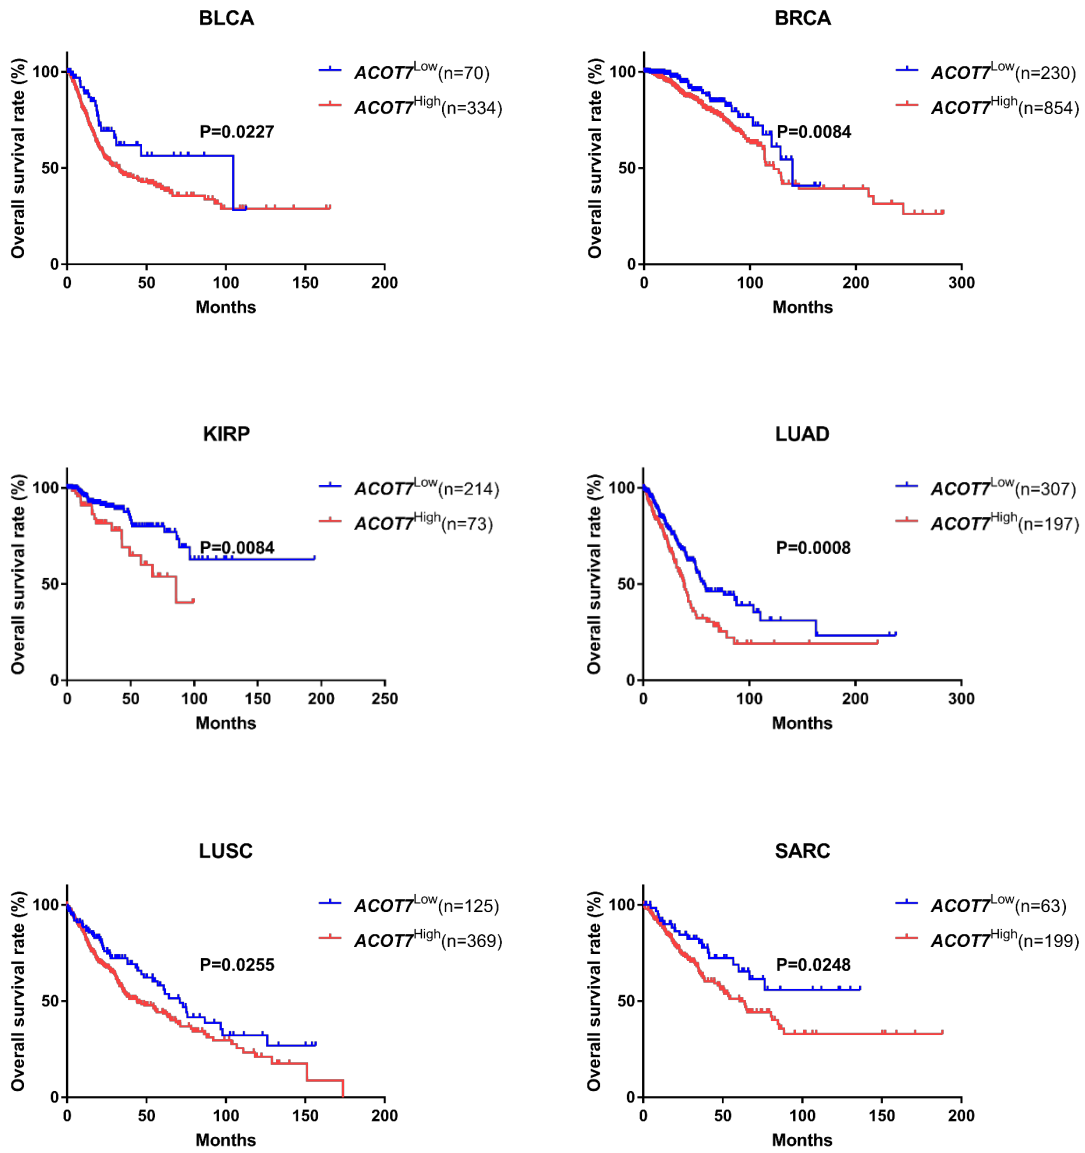 BLCA
Overall survival rate (%)
100
50
0
0 50 100 150 200
Months
ACOT7Low(n=70)
ACOT7High(n=334)
P=0.0227
BRCA
Overall survival rate (%)
100
50
0
0 100 200 300
Months
ACOT7Low(n=230)
ACOT7High(n=854)
P=0.0084
KIRP
Overall survival rate (%)
100
50
0
0 50 100 150 200 250
Months
ACOT7Low(n=214)
ACOT7High(n=73)
P=0.0084
LUAD
Overall survival rate (%)
100
50
0
0 100 200 300
Months
ACOT7Low(n=307)
ACOT7High(n=197)
P=0.0008
LUSC
Overall survival rate (%)
100
50
0
0 50 100 150 200
Months
ACOT7Low(n=125)
ACOT7High(n=369)
P=0.0255
SARC
Overall survival rate (%)
100
50
0
0 50 100 150 200
Months
ACOT7Low(n=63)
ACOT7High(n=199)
P=0.0248